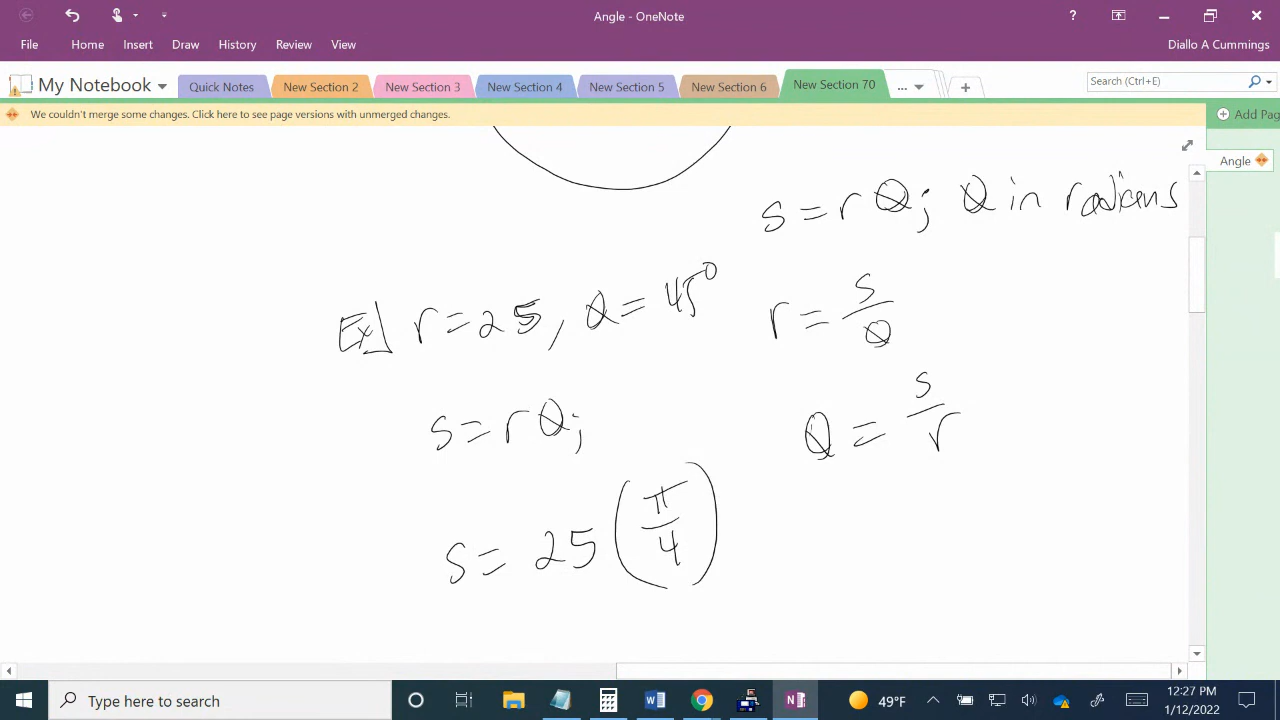 Angle - OneNote
?
File Home Insert Draw History Review View
Diallo A Cummings
My Notebook
Quick Notes New Section 2 New Section 3 New Section 4 New Section 5 New Section 6 New Section 70 ...
Search (Ctrl+E)
We couldn't merge some changes. Click here to see page versions with unmerged changes.
Add Pag
Angle
s = rθ; θ in radians
Ex] r = 25, θ = 45°
r = s/θ
s = rθ;
θ = s/r
s = 25 (π/4)
Type here to search
49°F
12:27 PM
1/12/2022